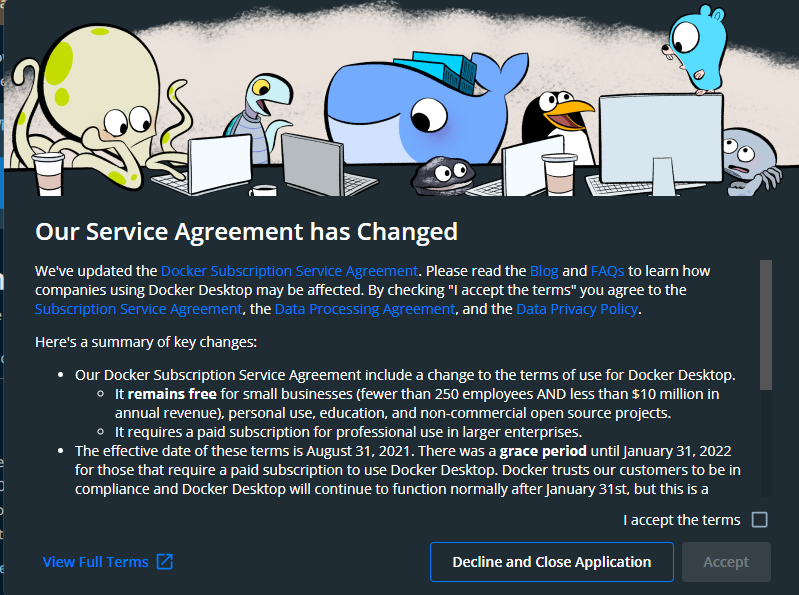 Our Service Agreement has Changed
We've updated the Docker Subscription Service Agreement. Please read the Blog and FAQs to learn how
companies using Docker Desktop may be affected. By checking "I accept the terms" you agree to the
Subscription Service Agreement, the Data Processing Agreement, and the Data Privacy Policy.
Here's a summary of key changes:
• Our Docker Subscription Service Agreement include a change to the terms of use for Docker Desktop.
◦ It remains free for small businesses (fewer than 250 employees AND less than $10 million in
annual revenue), personal use, education, and non-commercial open source projects.
◦ It requires a paid subscription for professional use in larger enterprises.
• The effective date of these terms is August 31, 2021. There was a grace period until January 31, 2022
for those that require a paid subscription to use Docker Desktop. Docker trusts our customers to be in
compliance and Docker Desktop will continue to function normally after January 31st, but this is a
I accept the terms
View Full Terms
Decline and Close Application
Accept